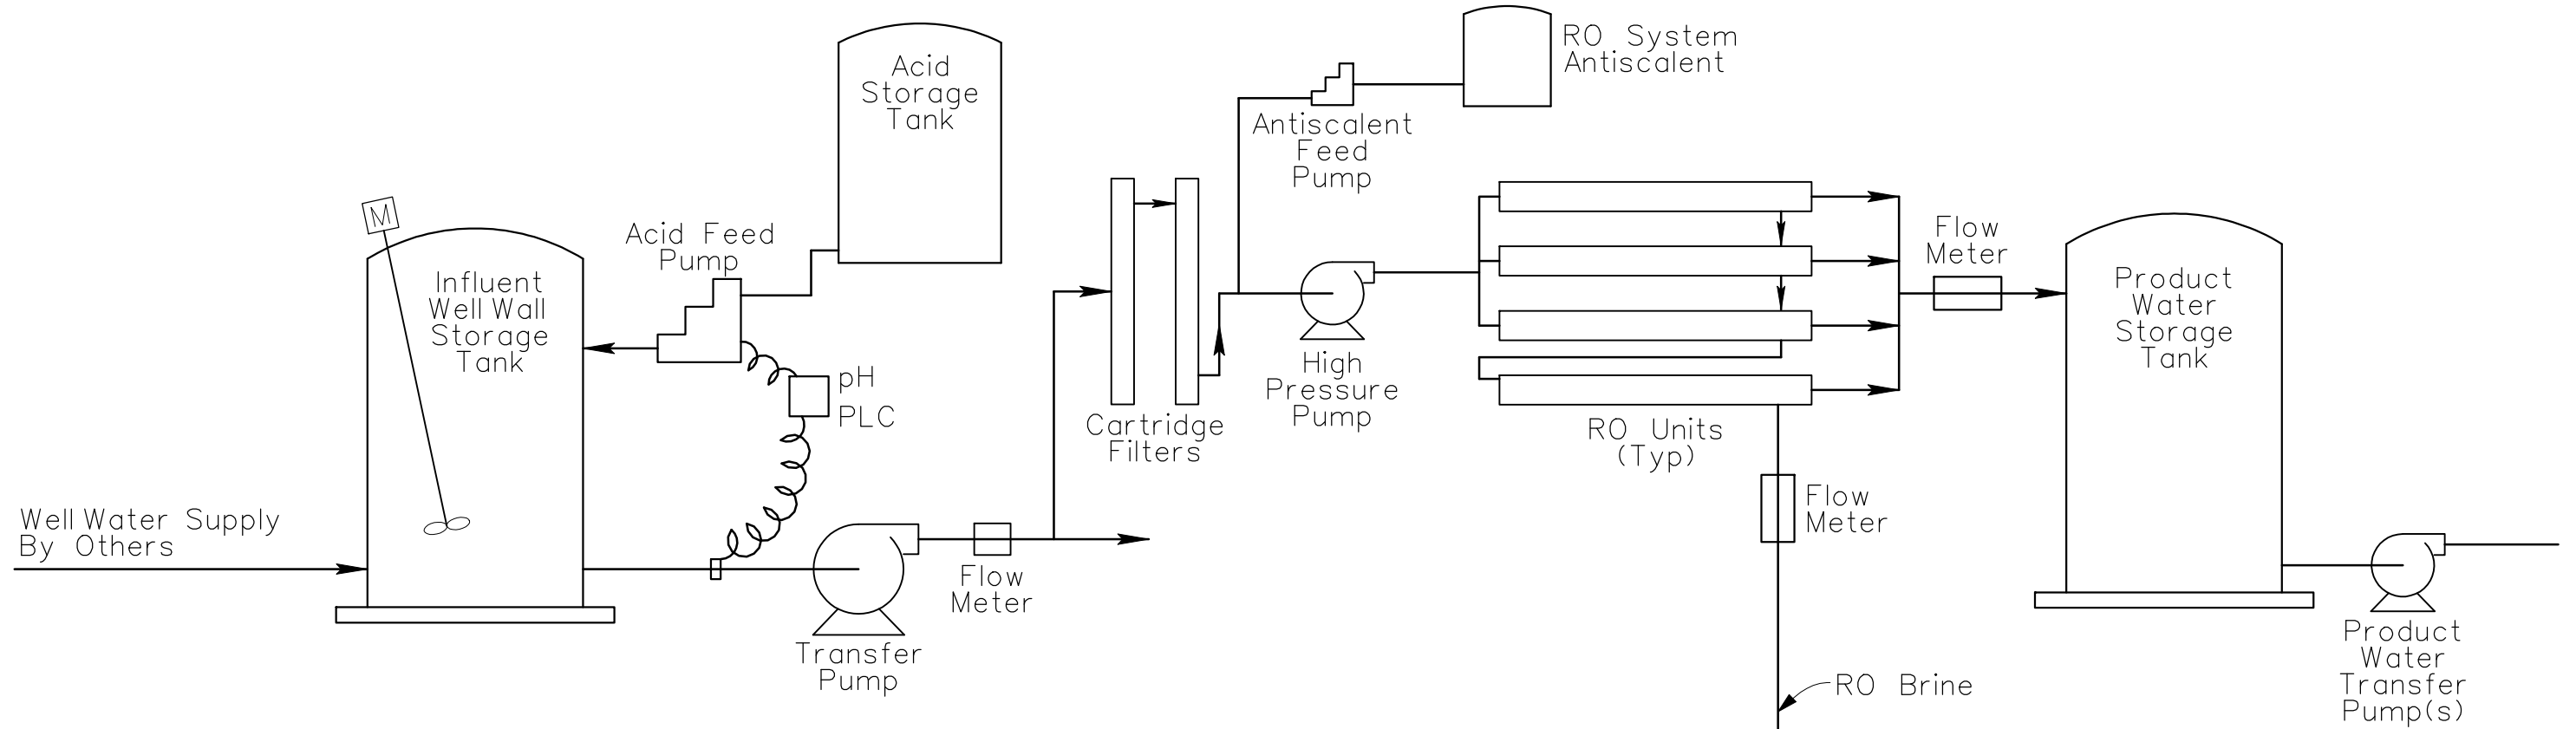 Acid
Storage
Tank
RO System
Antiscalent
Antiscalent
Feed
Pump
M
Acid Feed
Pump
Influent
Well Wall
Storage
Tank
pH
PLC
Well Water Supply
By Others
Transfer
Pump
Flow
Meter
Cartridge
Filters
High
Pressure
Pump
RO Units
(Typ)
Flow
Meter
Flow
Meter
RO Brine
Product
Water
Storage
Tank
Product
Water
Transfer
Pump(s)